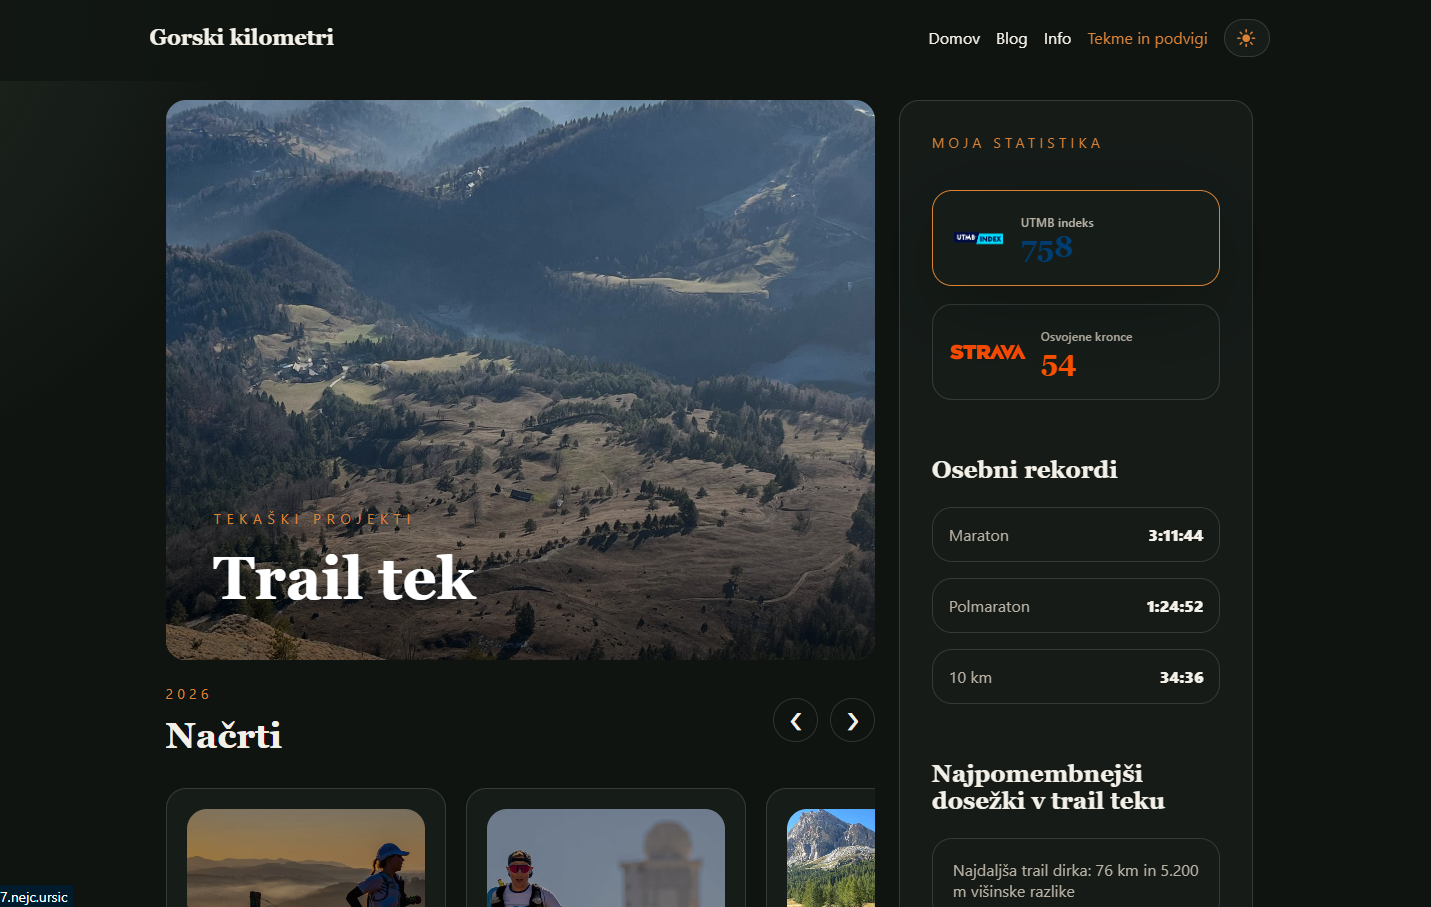 Gorski kilometri
Domov Blog Info Tekme in podvigi
TEKAŠKI PROJEKTI
Trail tek
2026
Načrti
❮ ❯
MOJA STATISTIKA
UTMB INDEX
UTMB indeks
758
STRAVA
Osvojene kronce
54
Osebni rekordi
Maraton 3:11:44
Polmaraton 1:24:52
10 km 34:36
Najpomembnejši
dosežki v trail teku
Najdaljša trail dirka: 76 km in 5.200
m višinske razlike
7.nejc.ursic